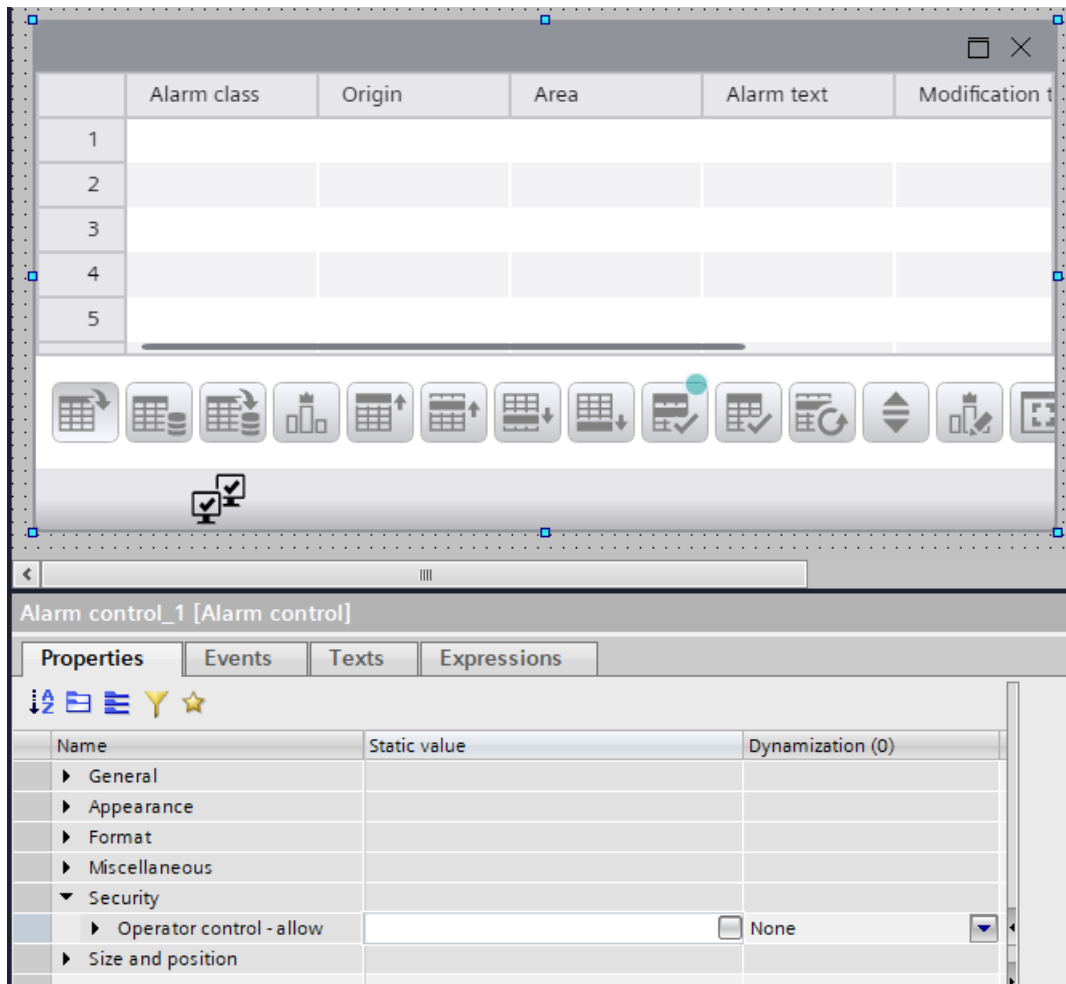 Alarm class Origin Area Alarm text Modification t
1
2
3
4
5
Alarm control_1 [Alarm control]
Properties Events Texts Expressions
Name Static value Dynamization (0)
General
Appearance
Format
Miscellaneous
Security
Operator control - allow None
Size and position